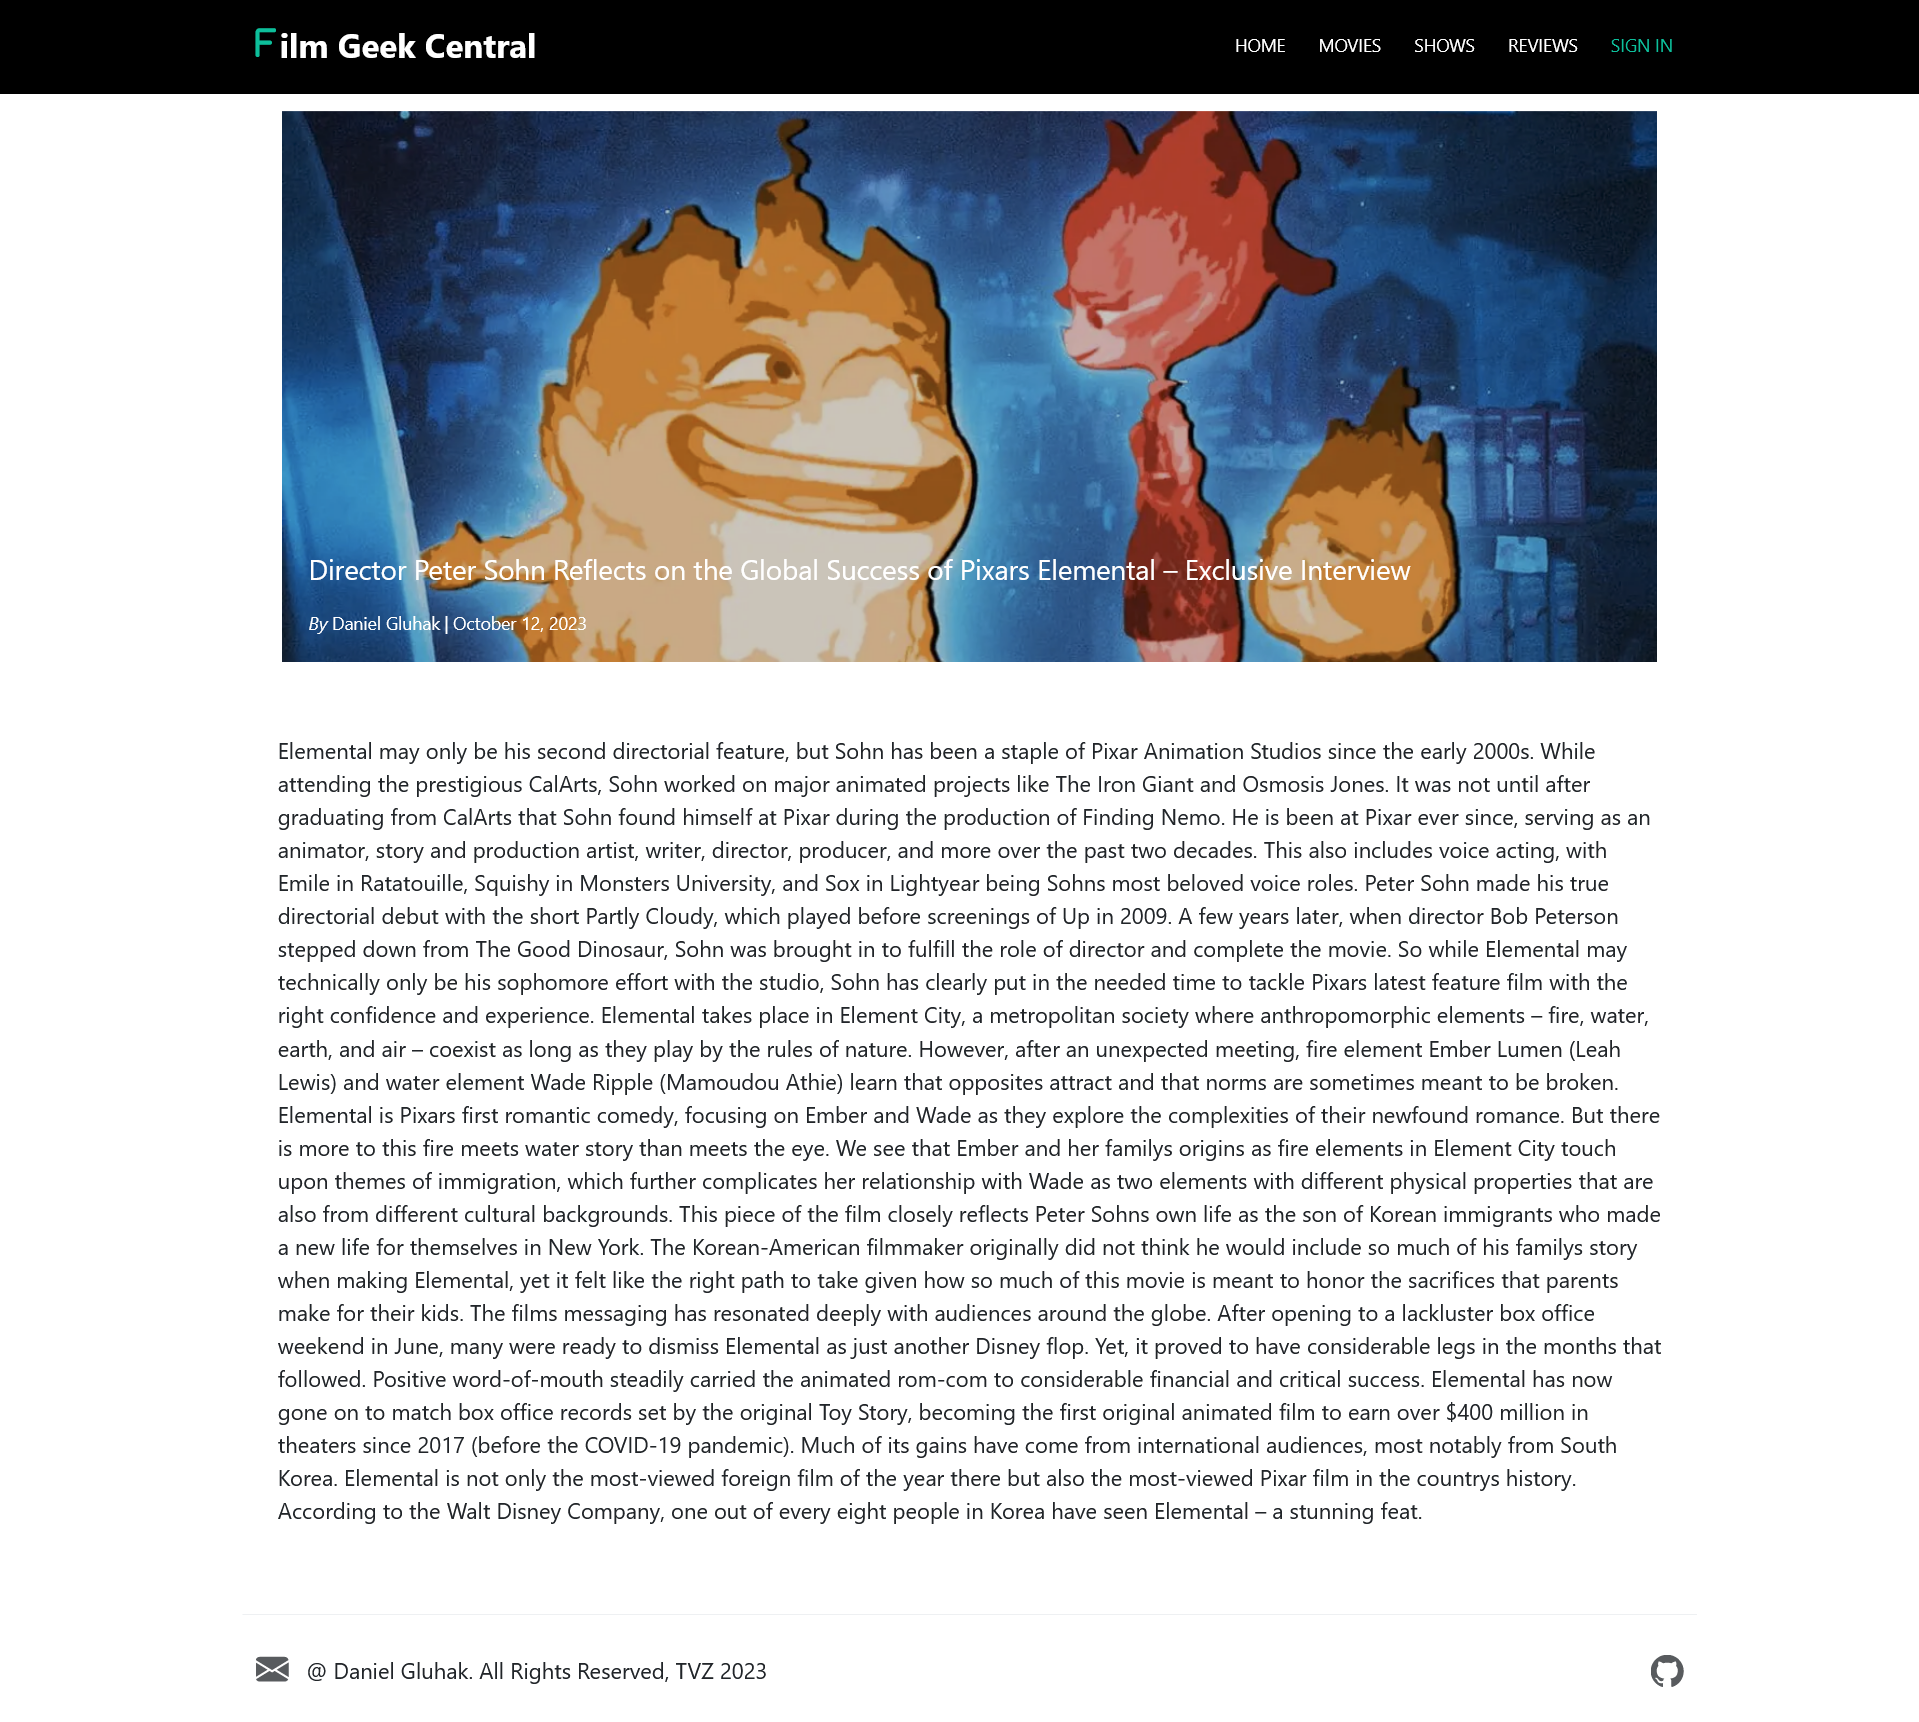 Film Geek Central
HOME MOVIES SHOWS REVIEWS SIGN IN
Director Peter Sohn Reflects on the Global Success of Pixars Elemental – Exclusive Interview
By Daniel Gluhak | October 12, 2023
Elemental may only be his second directorial feature, but Sohn has been a staple of Pixar Animation Studios since the early 2000s. While
attending the prestigious CalArts, Sohn worked on major animated projects like The Iron Giant and Osmosis Jones. It was not until after
graduating from CalArts that Sohn found himself at Pixar during the production of Finding Nemo. He is been at Pixar ever since, serving as an
animator, story and production artist, writer, director, producer, and more over the past two decades. This also includes voice acting, with
Emile in Ratatouille, Squishy in Monsters University, and Sox in Lightyear being Sohns most beloved voice roles. Peter Sohn made his true
directorial debut with the short Partly Cloudy, which played before screenings of Up in 2009. A few years later, when director Bob Peterson
stepped down from The Good Dinosaur, Sohn was brought in to fulfill the role of director and complete the movie. So while Elemental may
technically only be his sophomore effort with the studio, Sohn has clearly put in the needed time to tackle Pixars latest feature film with the
right confidence and experience. Elemental takes place in Element City, a metropolitan society where anthropomorphic elements – fire, water,
earth, and air – coexist as long as they play by the rules of nature. However, after an unexpected meeting, fire element Ember Lumen (Leah
Lewis) and water element Wade Ripple (Mamoudou Athie) learn that opposites attract and that norms are sometimes meant to be broken.
Elemental is Pixars first romantic comedy, focusing on Ember and Wade as they explore the complexities of their newfound romance. But there
is more to this fire meets water story than meets the eye. We see that Ember and her familys origins as fire elements in Element City touch
upon themes of immigration, which further complicates her relationship with Wade as two elements with different physical properties that are
also from different cultural backgrounds. This piece of the film closely reflects Peter Sohns own life as the son of Korean immigrants who made
a new life for themselves in New York. The Korean-American filmmaker originally did not think he would include so much of his familys story
when making Elemental, yet it felt like the right path to take given how so much of this movie is meant to honor the sacrifices that parents
make for their kids. The films messaging has resonated deeply with audiences around the globe. After opening to a lackluster box office
weekend in June, many were ready to dismiss Elemental as just another Disney flop. Yet, it proved to have considerable legs in the months that
followed. Positive word-of-mouth steadily carried the animated rom-com to considerable financial and critical success. Elemental has now
gone on to match box office records set by the original Toy Story, becoming the first original animated film to earn over $400 million in
theaters since 2017 (before the COVID-19 pandemic). Much of its gains have come from international audiences, most notably from South
Korea. Elemental is not only the most-viewed foreign film of the year there but also the most-viewed Pixar film in the countrys history.
According to the Walt Disney Company, one out of every eight people in Korea have seen Elemental – a stunning feat.
@ Daniel Gluhak. All Rights Reserved, TVZ 2023